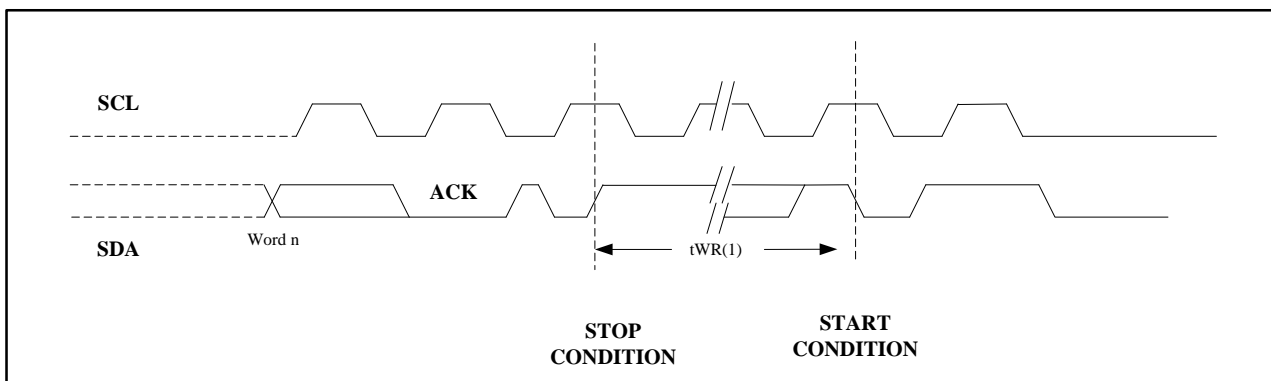 SCL
ACK
Word n
SDA
tWR(1)
STOP
CONDITION
START
CONDITION